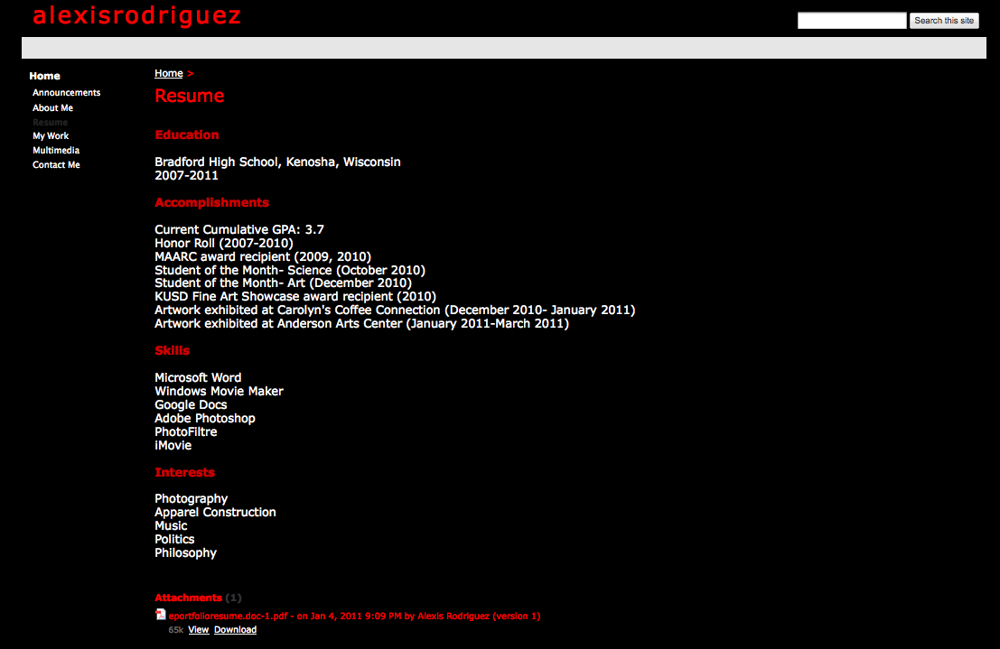 alexisrodriguez
Search this site
Home
Announcements
About Me
Resume
My Work
Multimedia
Contact Me
Home >
Resume
Education
Bradford High School, Kenosha, Wisconsin
2007-2011
Accomplishments
Current Cumulative GPA: 3.7
Honor Roll (2007-2010)
MAARC award recipient (2009, 2010)
Student of the Month- Science (October 2010)
Student of the Month- Art (December 2010)
KUSD Fine Art Showcase award recipient (2010)
Artwork exhibited at Carolyn's Coffee Connection (December 2010- January 2011)
Artwork exhibited at Anderson Arts Center (January 2011-March 2011)
Skills
Microsoft Word
Windows Movie Maker
Google Docs
Adobe Photoshop
PhotoFiltre
iMovie
Interests
Photography
Apparel Construction
Music
Politics
Philosophy
Attachments (1)
eportfolioresume.doc-1.pdf - on Jan 4, 2011 9:09 PM by Alexis Rodriguez (version 1)
65k View Download